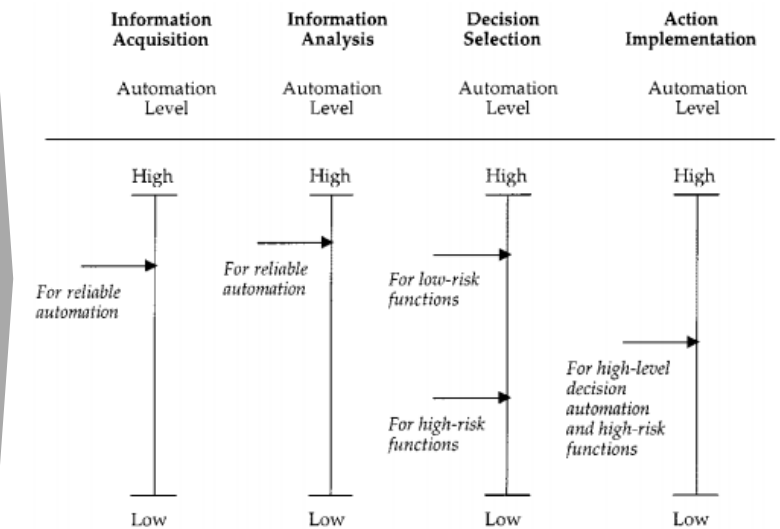 Information
Acquisition
Information
Analysis
Decision
Selection
Action
Implementation
Automation
Level
Automation
Level
Automation
Level
Automation
Level
High
High
High
High
For reliable
automation
For reliable
automation
For low-risk
functions
For high-risk
functions
For high-level
decision
automation
and high-risk
functions
Low
Low
Low
Low